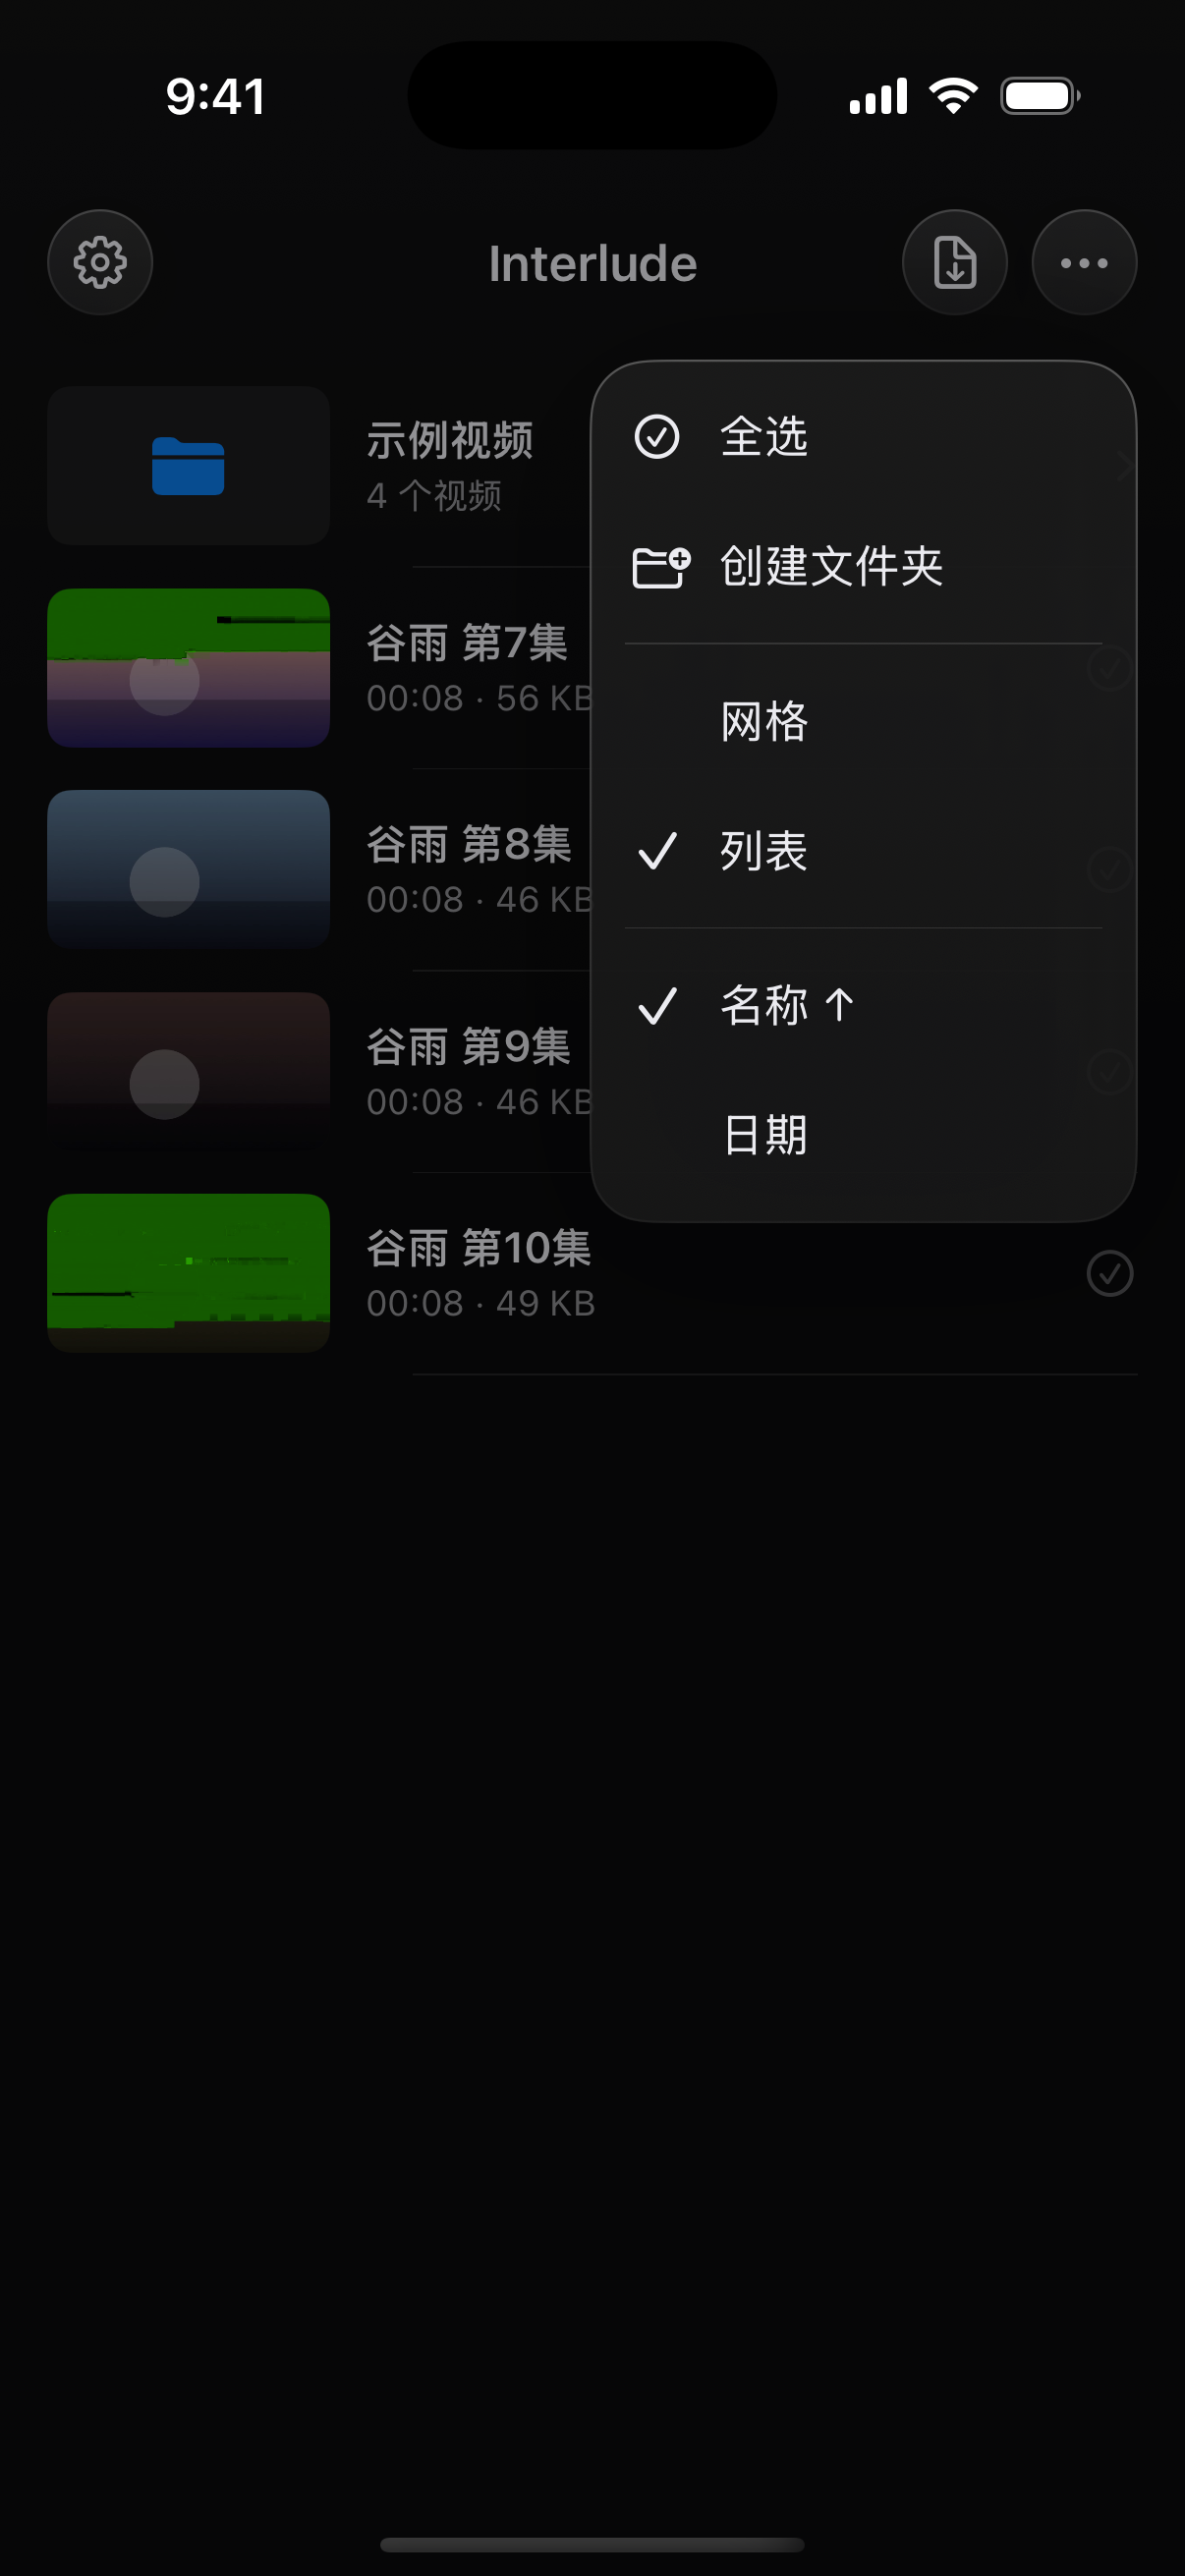 9:41
Interlude
示例视频
4 个视频
谷雨 第7集
00:08 · 56 KB
谷雨 第8集
00:08 · 46 KB
谷雨 第9集
00:08 · 46 KB
谷雨 第10集
00:08 · 49 KB
全选
创建文件夹
网格
列表
名称 ↑
日期